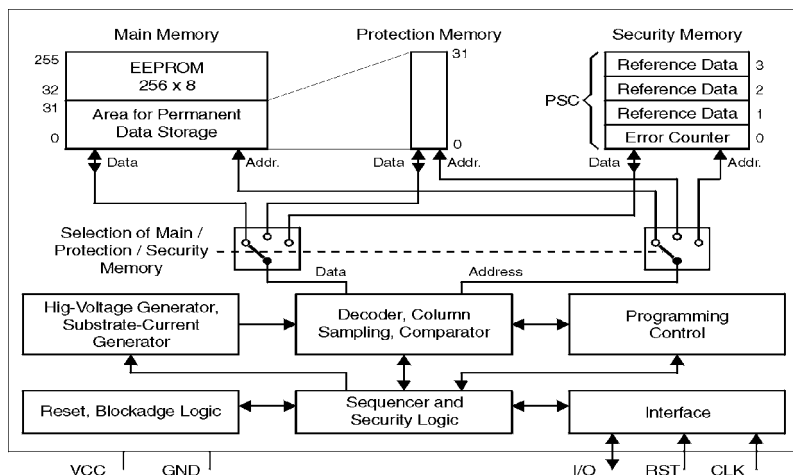 Main Memory
Protection Memory
Security Memory
255
EEPROM
256 x 8
32
31
Area for Permanent
Data Storage
0
31
0
PSC
Reference Data 3
Reference Data 2
Reference Data 1
Error Counter 0
Data
Addr.
Data
Addr.
Data
Addr.
Selection of Main /
Protection / Security
Memory
Data
Address
Hig-Voltage Generator,
Substrate-Current
Generator
Decoder, Column
Sampling, Comparator
Programming
Control
Reset, Blockadge Logic
Sequencer and
Security Logic
Interface
VCC
GND
I/O
RST
CLK